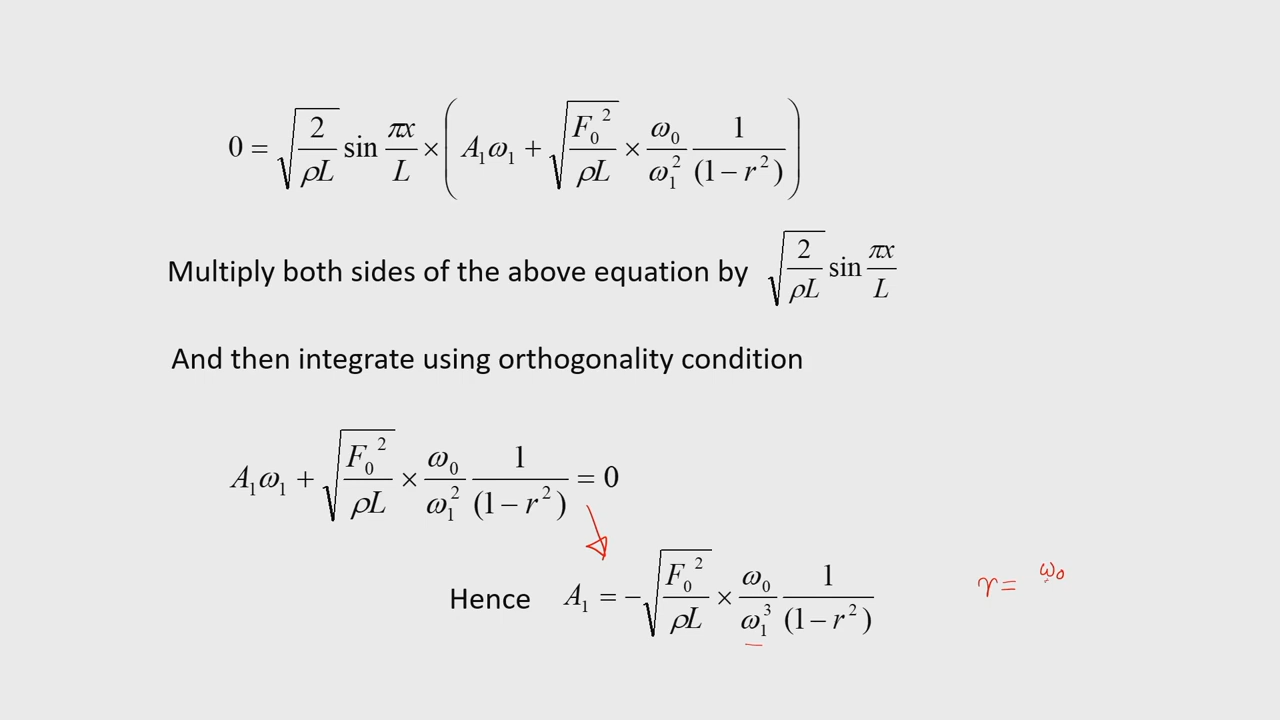 0 = √(2/ρL) sin πx/L × ( A₁ω₁ + √(F₀²/ρL) × ω₀/ω₁² 1/(1 − r²) )
Multiply both sides of the above equation by √(2/ρL) sin πx/L
And then integrate using orthogonality condition
A₁ω₁ + √(F₀²/ρL) × ω₀/ω₁² 1/(1 − r²) = 0
Hence A₁ = −√(F₀²/ρL) × ω₀/ω₁³ 1/(1 − r²) r = ω₀